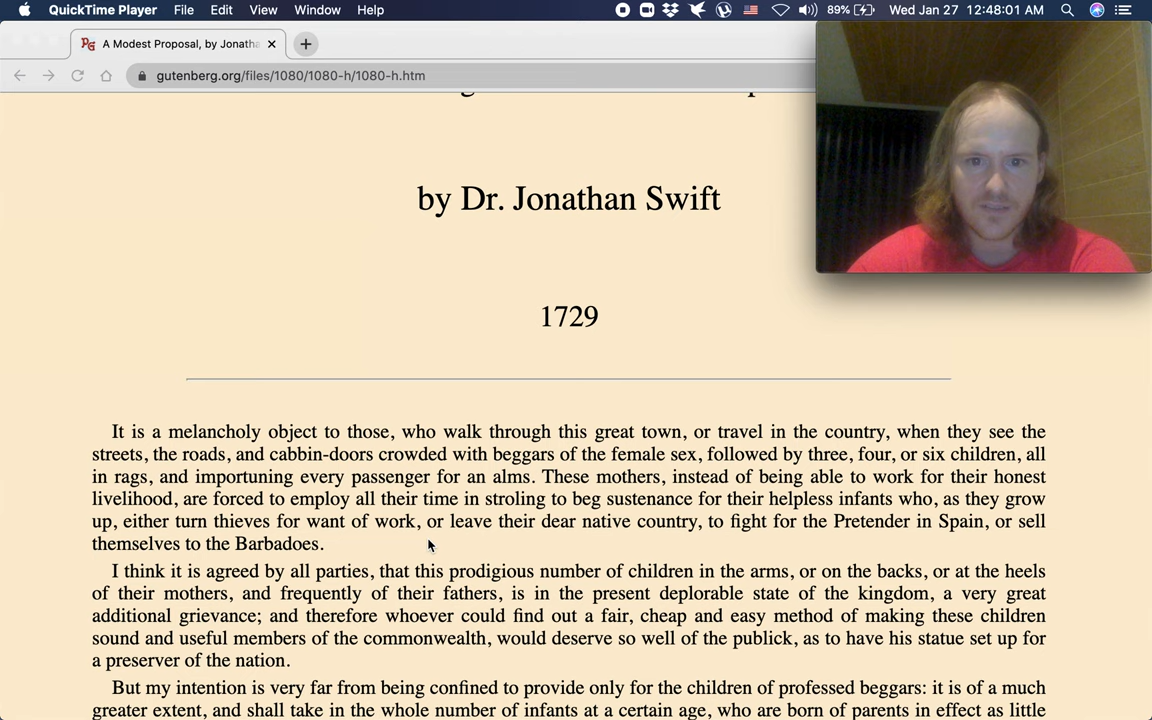 QuickTime Player File Edit View Window Help 89% Wed Jan 27 12:48:01 AM
A Modest Proposal, by Jonatha
gutenberg.org/files/1080/1080-h/1080-h.htm
by Dr. Jonathan Swift
1729
It is a melancholy object to those, who walk through this great town, or travel in the country, when they see the
streets, the roads, and cabbin-doors crowded with beggars of the female sex, followed by three, four, or six children, all
in rags, and importuning every passenger for an alms. These mothers, instead of being able to work for their honest
livelihood, are forced to employ all their time in stroling to beg sustenance for their helpless infants who, as they grow
up, either turn thieves for want of work, or leave their dear native country, to fight for the Pretender in Spain, or sell
themselves to the Barbadoes.
I think it is agreed by all parties, that this prodigious number of children in the arms, or on the backs, or at the heels
of their mothers, and frequently of their fathers, is in the present deplorable state of the kingdom, a very great
additional grievance; and therefore whoever could find out a fair, cheap and easy method of making these children
sound and useful members of the commonwealth, would deserve so well of the publick, as to have his statue set up for
a preserver of the nation.
But my intention is very far from being confined to provide only for the children of professed beggars: it is of a much
greater extent, and shall take in the whole number of infants at a certain age, who are born of parents in effect as little